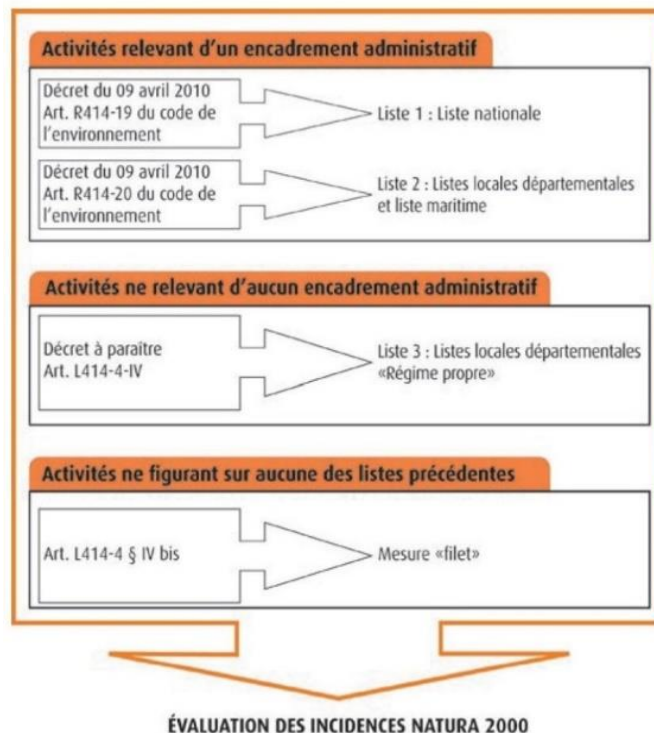 Activités relevant d'un encadrement administratif
Décret du 09 avril 2010
Art. R414-19 du code de
l'environnement
Liste 1 : Liste nationale
Décret du 09 avril 2010
Art. R414-20 du code de
l'environnement
Liste 2 : Listes locales départementales
et liste maritime
Activités ne relevant d'aucun encadrement administratif
Décret à paraître
Art. L414-4-IV
Liste 3 : Listes locales départementales
«Régime propre»
Activités ne figurant sur aucune des listes précédentes
Art. L414-4 § IV bis
Mesure «filet»
ÉVALUATION DES INCIDENCES NATURA 2000